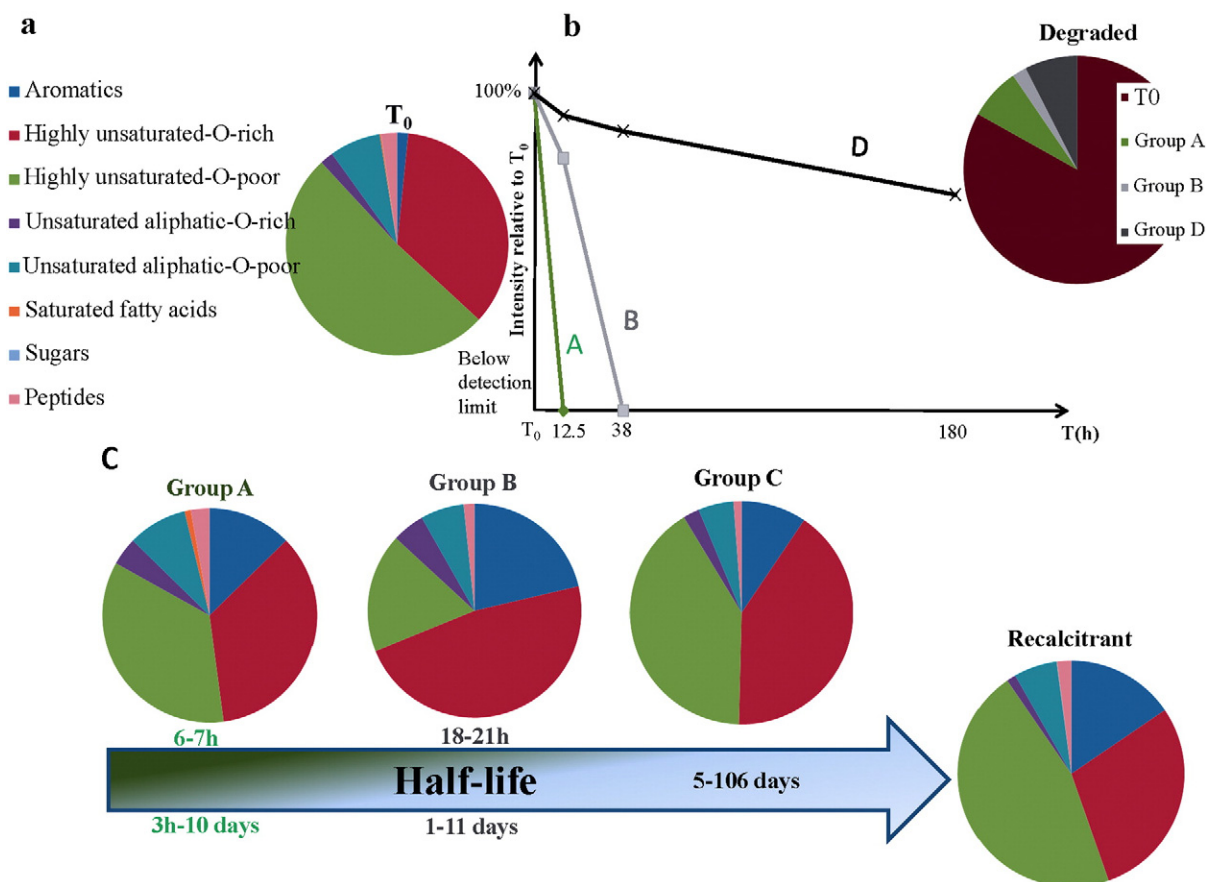 a
Aromatics
Highly unsaturated-O-rich
Highly unsaturated-O-poor
Unsaturated aliphatic-O-rich
Unsaturated aliphatic-O-poor
Saturated fatty acids
Sugars
Peptides
T0
b
100%
Intensity relative to T0
Below
detection
limit
A
B
D
T0
12.5
38
180
T(h)
Degraded
T0
Group A
Group B
Group D
C
Group A
Group B
Group C
Recalcitrant
6-7h
18-21h
Half-life
5-106 days
3h-10 days
1-11 days